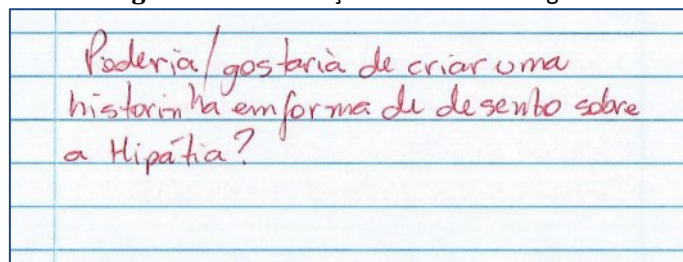 Poderia/gostaria de criar uma
historinha em forma de desenho sobre
a Hipátia?